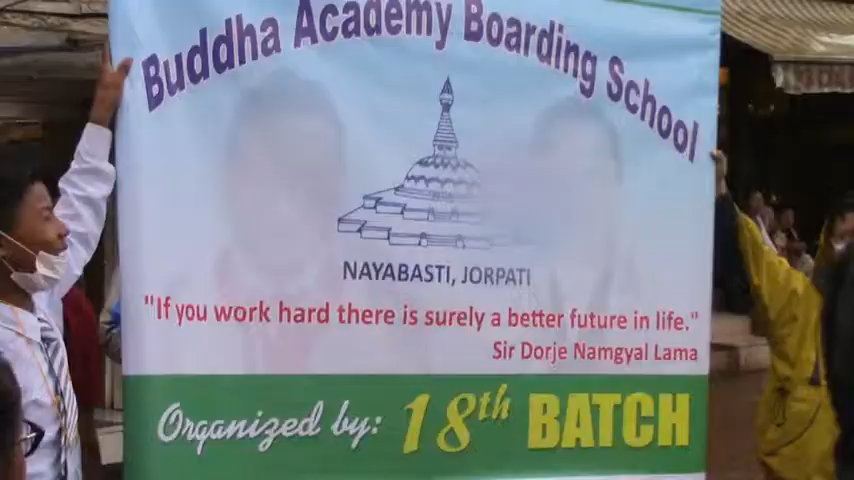 Buddha Academy Boarding School
NAYABASTI, JORPATI
"If you work hard there is surely a better future in life."
Sir Dorje Namgyal Lama
Organized by: 18th BATCH